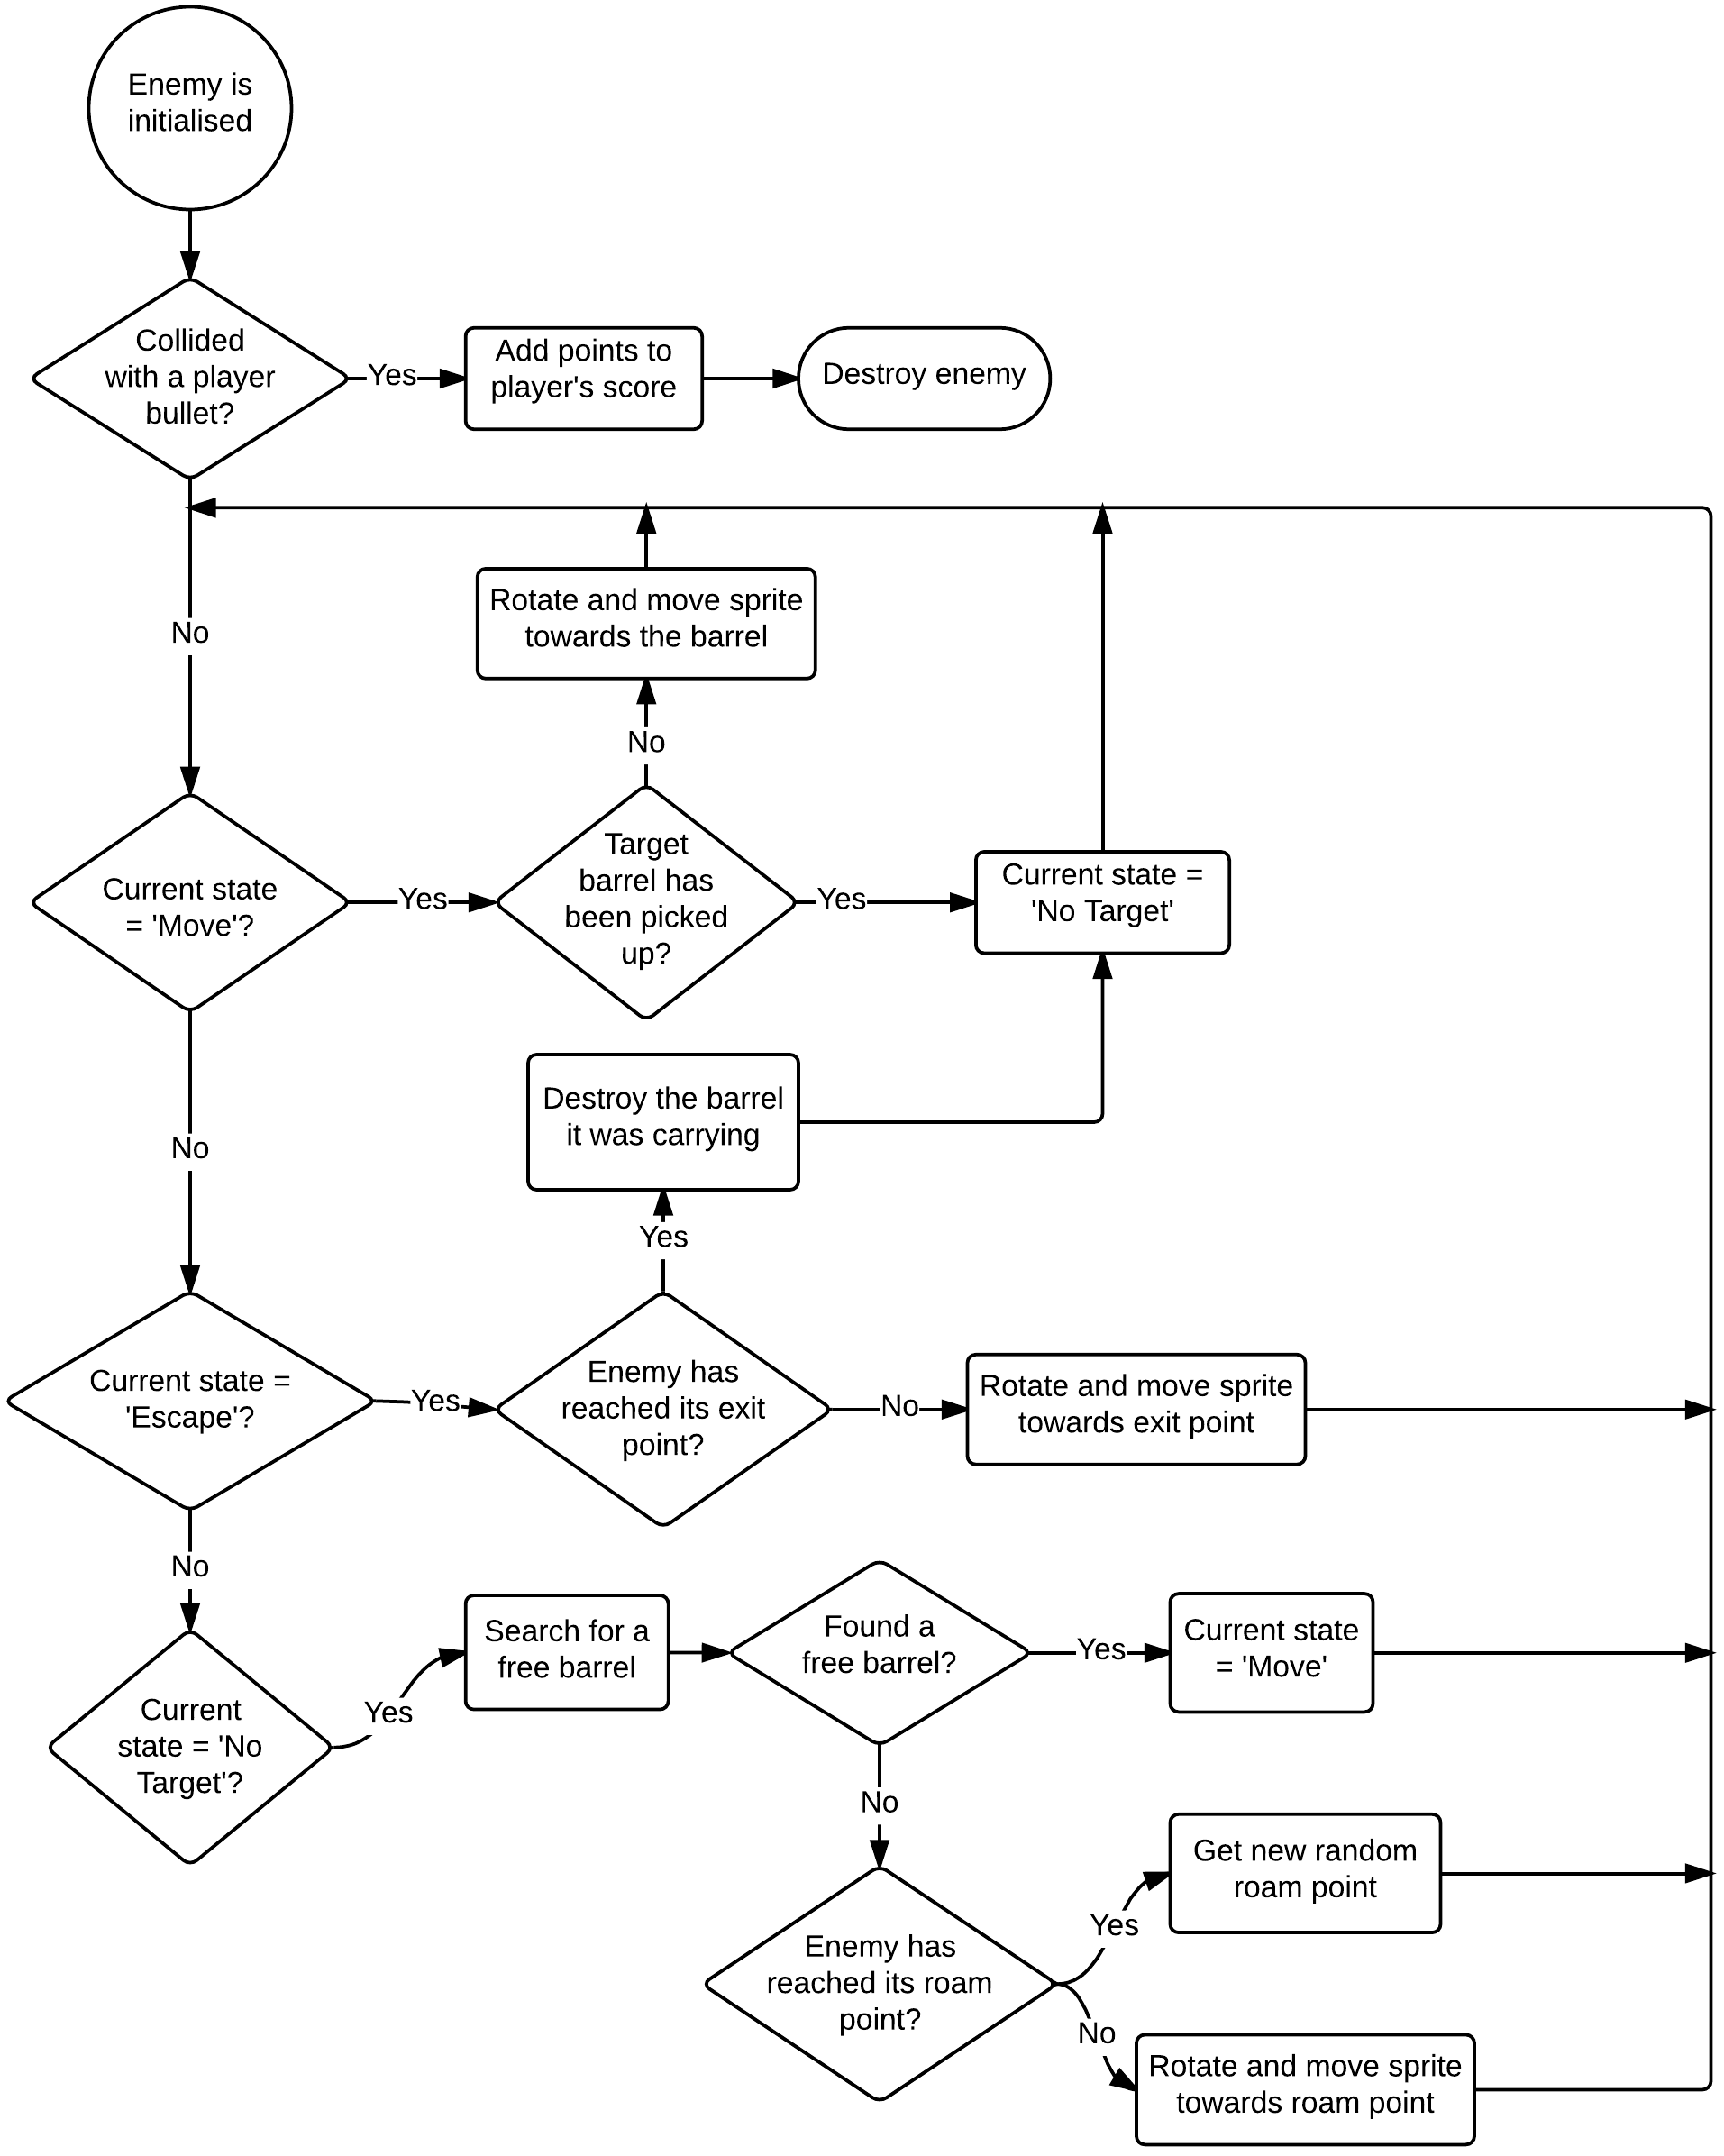 Enemy is
initialised
Collided
with a player
bullet?
Yes
Add points to
player's score
Destroy enemy
No
Rotate and move sprite
towards the barrel
No
Current state
= 'Move'?
Yes
Target
barrel has
been picked
up?
Yes
Current state =
'No Target'
No
Destroy the barrel
it was carrying
Yes
Current state =
'Escape'?
Yes
Enemy has
reached its exit
point?
No
Rotate and move sprite
towards exit point
No
Current
state = 'No
Target'?
Yes
Search for a
free barrel
Found a
free barrel?
Yes
Current state
= 'Move'
No
Enemy has
reached its roam
point?
Yes
Get new random
roam point
No
Rotate and move sprite
towards roam point